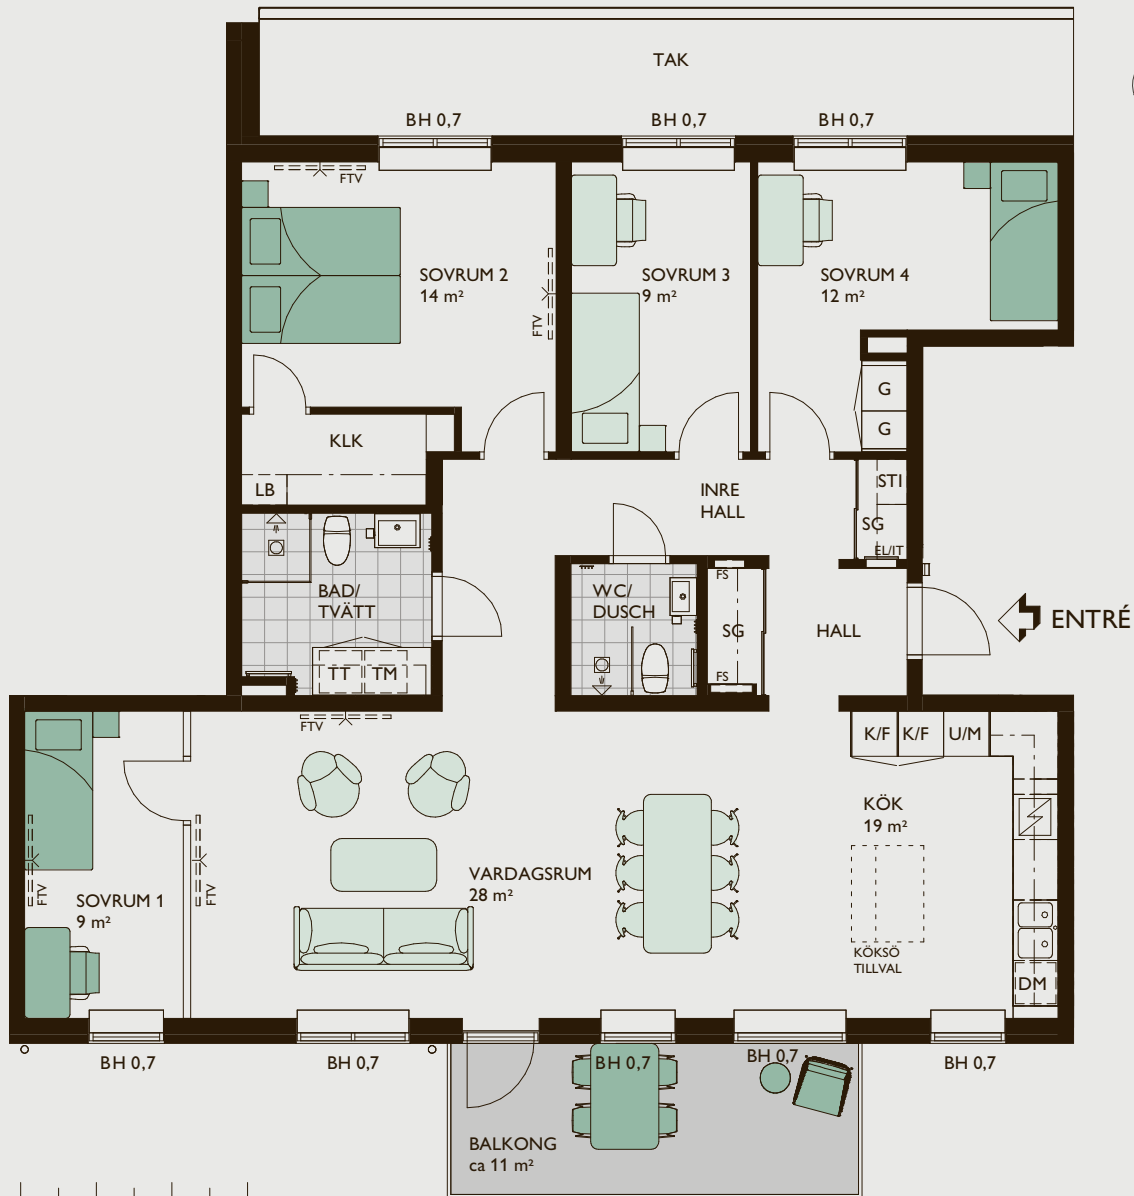 TAK
BH 0,7
BH 0,7
BH 0,7
FTV
SOVRUM 2
14 m²
FTV
SOVRUM 3
9 m²
SOVRUM 4
12 m²
G
G
KLK
LB
INRE
HALL
STI
SG
EL/IT
BAD/
TVÄTT
TT
TM
WC/
DUSCH
FS
SG
FS
HALL
ENTRÉ
FTV
K/F
K/F
U/M
KÖK
19 m²
FTV
FTV
SOVRUM 1
9 m²
VARDAGSRUM
28 m²
KÖKSÖ
TILLVAL
DM
BH 0,7
BH 0,7
BH 0,7
BH 0,7
BH 0,7
BALKONG
ca 11 m²